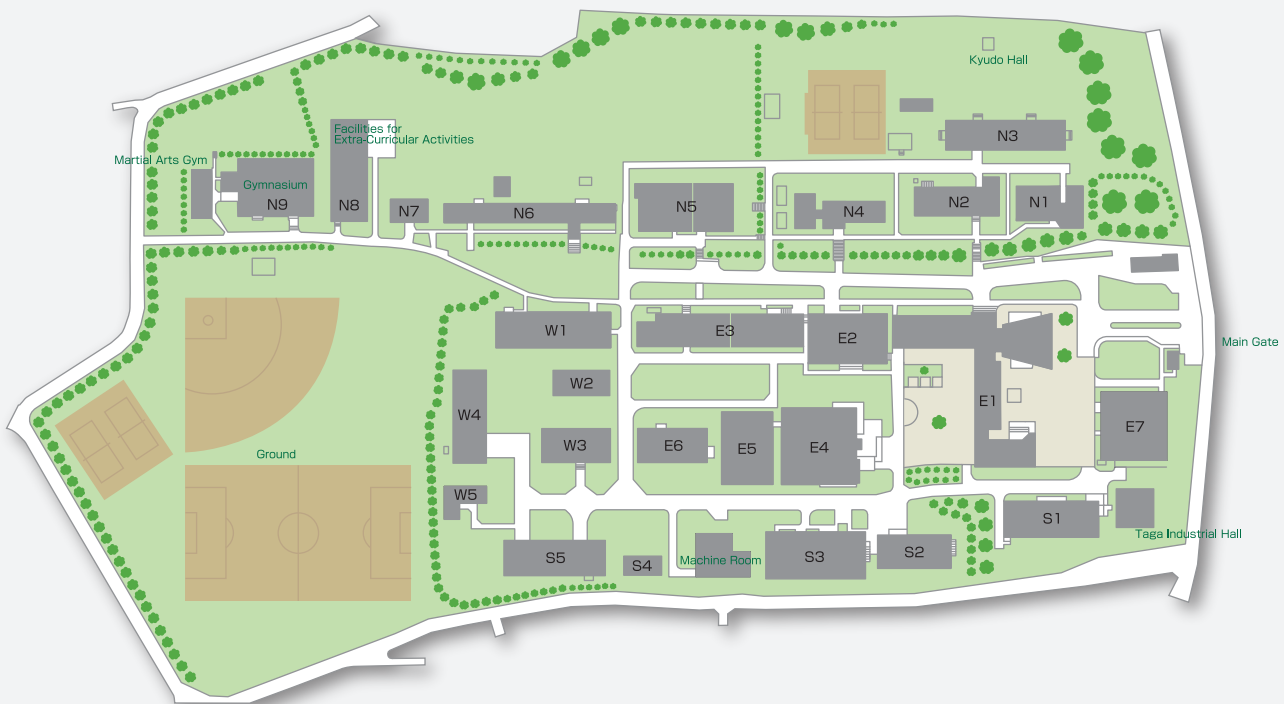 Kyudo Hall
Facilities for
Extra-Curricular Activities
N3
Martial Arts Gym
Gymnasium
N9
N8
N7
N6
N5
N4
N2
N1
W1
E3
E2
Main Gate
W2
W4
E1
W3
E6
E5
E4
E7
Ground
W5
S1
Taga Industrial Hall
S5
S4
Machine Room
S3
S2